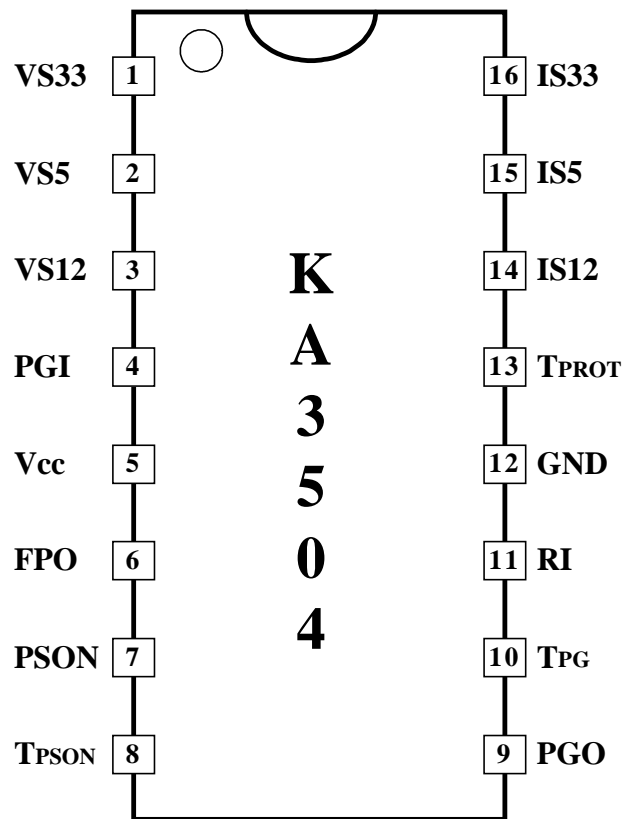 VS33 1 16 IS33
VS5 2 15 IS5
VS12 3 14 IS12
PGI 4 13 TPROT
Vcc 5 12 GND
FPO 6 11 RI
PSON 7 10 TPG
TPSON 8 9 PGO
K
A
3
5
0
4